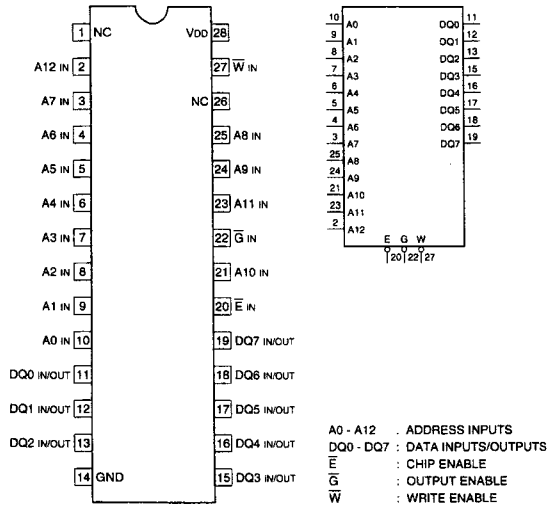 1 NC VDD 28
A12 IN 2 27 W̅ IN
A7 IN 3 NC 26
A6 IN 4 25 A8 IN
A5 IN 5 24 A9 IN
A4 IN 6 23 A11 IN
A3 IN 7 22 G̅ IN
A2 IN 8 21 A10 IN
A1 IN 9 20 E̅ IN
A0 IN 10 19 DQ7 IN/OUT
DQ0 IN/OUT 11 18 DQ6 IN/OUT
DQ1 IN/OUT 12 17 DQ5 IN/OUT
DQ2 IN/OUT 13 16 DQ4 IN/OUT
14 GND 15 DQ3 IN/OUT
10 A0 DQ0 11
9 A1 DQ1 12
8 A2 DQ2 13
7 A3 DQ3 15
6 A4 DQ4 16
5 A5 DQ5 17
4 A6 DQ6 18
3 A7 DQ7 19
25 A8
24 A9
21 A10
23 A11
2 A12
E G W
20 22 27
A0 - A12 : ADDRESS INPUTS
DQ0 - DQ7 : DATA INPUTS/OUTPUTS
E̅ : CHIP ENABLE
G̅ : OUTPUT ENABLE
W̅ : WRITE ENABLE